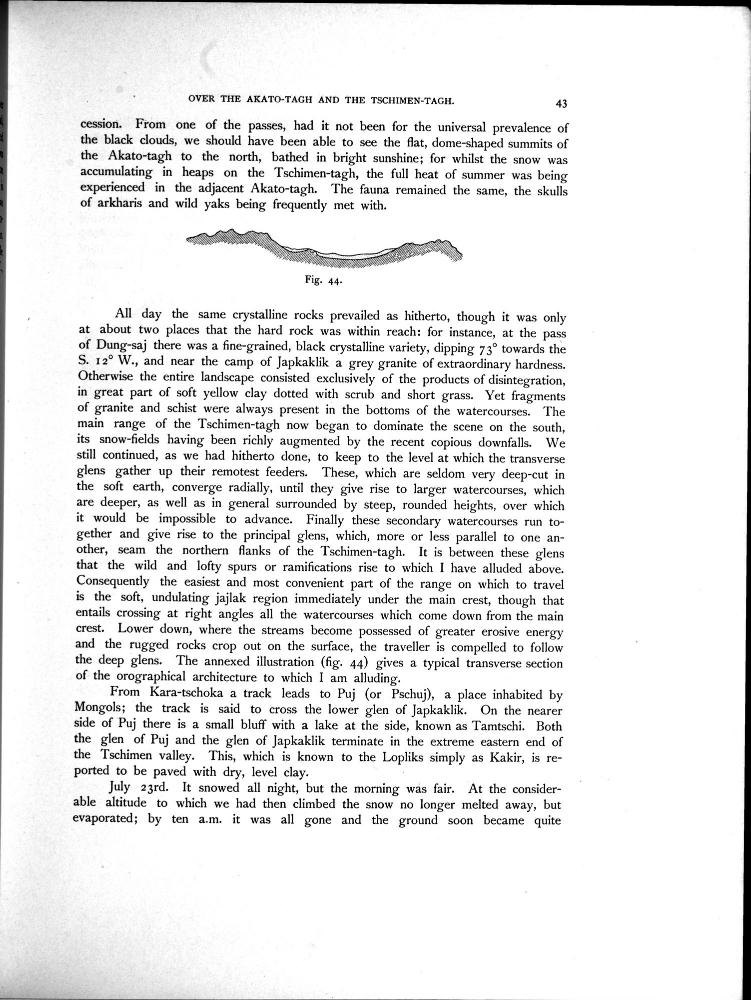 OVER THE AKATO-TAGH AND THE TSCHIMEN-TAGH. 43
cession. From one of the passes, had it not been for the universal prevalence of
the black clouds, we should have been able to see the flat, dome-shaped summits of
the Akato-tagh to the north, bathed in bright sunshine; for whilst the snow was
accumulating in heaps on the Tschimen-tagh, the full heat of summer was being
experienced in the adjacent Akato-tagh. The fauna remained the same, the skulls
of arkharis and wild yaks being frequently met with.
Fig. 44.
All day the same crystalline rocks prevailed as hitherto, though it was only
at about two places that the hard rock was within reach: for instance, at the pass
of Dung-saj there was a fine-grained, black crystalline variety, dipping 73° towards the
S. 12° W., and near the camp of Japkaklik a grey granite of extraordinary hardness.
Otherwise the entire landscape consisted exclusively of the products of disintegration,
in great part of soft yellow clay dotted with scrub and short grass. Yet fragments
of granite and schist were always present in the bottoms of the watercourses. The
main range of the Tschimen-tagh now began to dominate the scene on the south,
its snow-fields having been richly augmented by the recent copious downfalls. We
still continued, as we had hitherto done, to keep to the level at which the transverse
glens gather up their remotest feeders. These, which are seldom very deep-cut in
the soft earth, converge radially, until they give rise to larger watercourses, which
are deeper, as well as in general surrounded by steep, rounded heights, over which
it would be impossible to advance. Finally these secondary watercourses run to-
gether and give rise to the principal glens, which, more or less parallel to one an-
other, seam the northern flanks of the Tschimen-tagh. It is between these glens
that the wild and lofty spurs or ramifications rise to which I have alluded above.
Consequently the easiest and most convenient part of the range on which to travel
is the soft, undulating jajlak region immediately under the main crest, though that
entails crossing at right angles all the watercourses which come down from the main
crest. Lower down, where the streams become possessed of greater erosive energy
and the rugged rocks crop out on the surface, the traveller is compelled to follow
the deep glens. The annexed illustration (fig. 44) gives a typical transverse section
of the orographical architecture to which I am alluding.
From Kara-tschoka a track leads to Puj (or Pschuj), a place inhabited by
Mongols; the track is said to cross the lower glen of Japkaklik. On the nearer
side of Puj there is a small bluff with a lake at the side, known as Tamtschi. Both
the glen of Puj and the glen of Japkaklik terminate in the extreme eastern end of
the Tschimen valley. This, which is known to the Lopliks simply as Kakir, is re-
ported to be paved with dry, level clay.
July 23rd. It snowed all night, but the morning was fair. At the consider-
able altitude to which we had then climbed the snow no longer melted away, but
evaporated; by ten a.m. it was all gone and the ground soon became quite